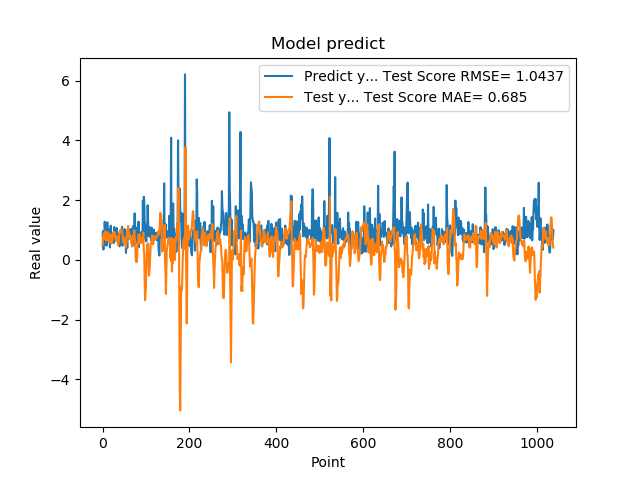 Model predict
Predict y... Test Score RMSE= 1.0437
Test y... Test Score MAE= 0.685
Real value
6
4
2
0
−2
−4
0 200 400 600 800 1000
Point